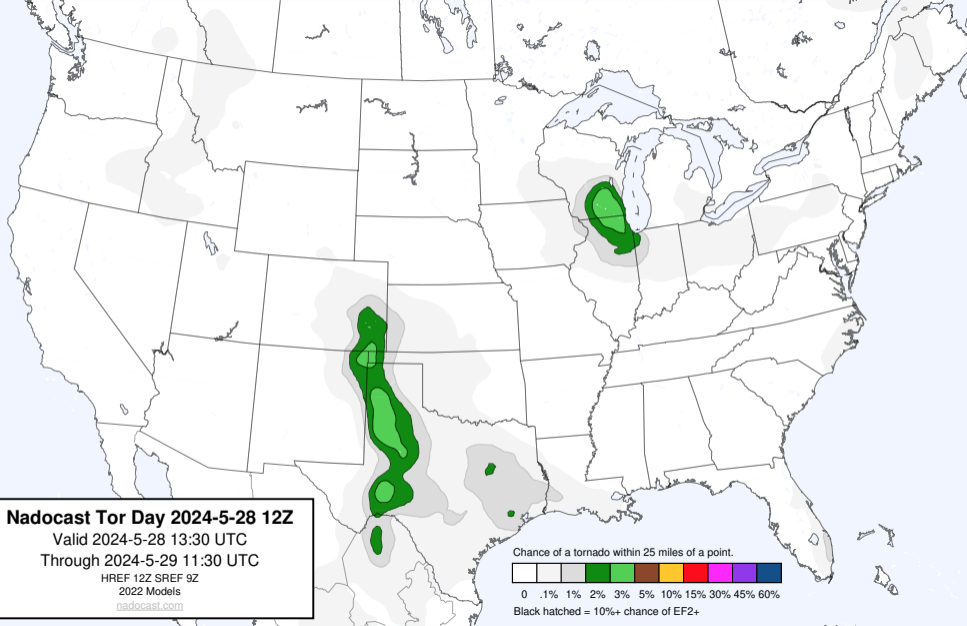 Nadocast Tor Day 2024-5-28 12Z
Valid 2024-5-28 13:30 UTC
Through 2024-5-29 11:30 UTC
HREF 12Z SREF 9Z
2022 Models
nadocast.com
Chance of a tornado within 25 miles of a point.
0 .1% 1% 2% 3% 5% 10% 15% 30% 45% 60%
Black hatched = 10%+ chance of EF2+